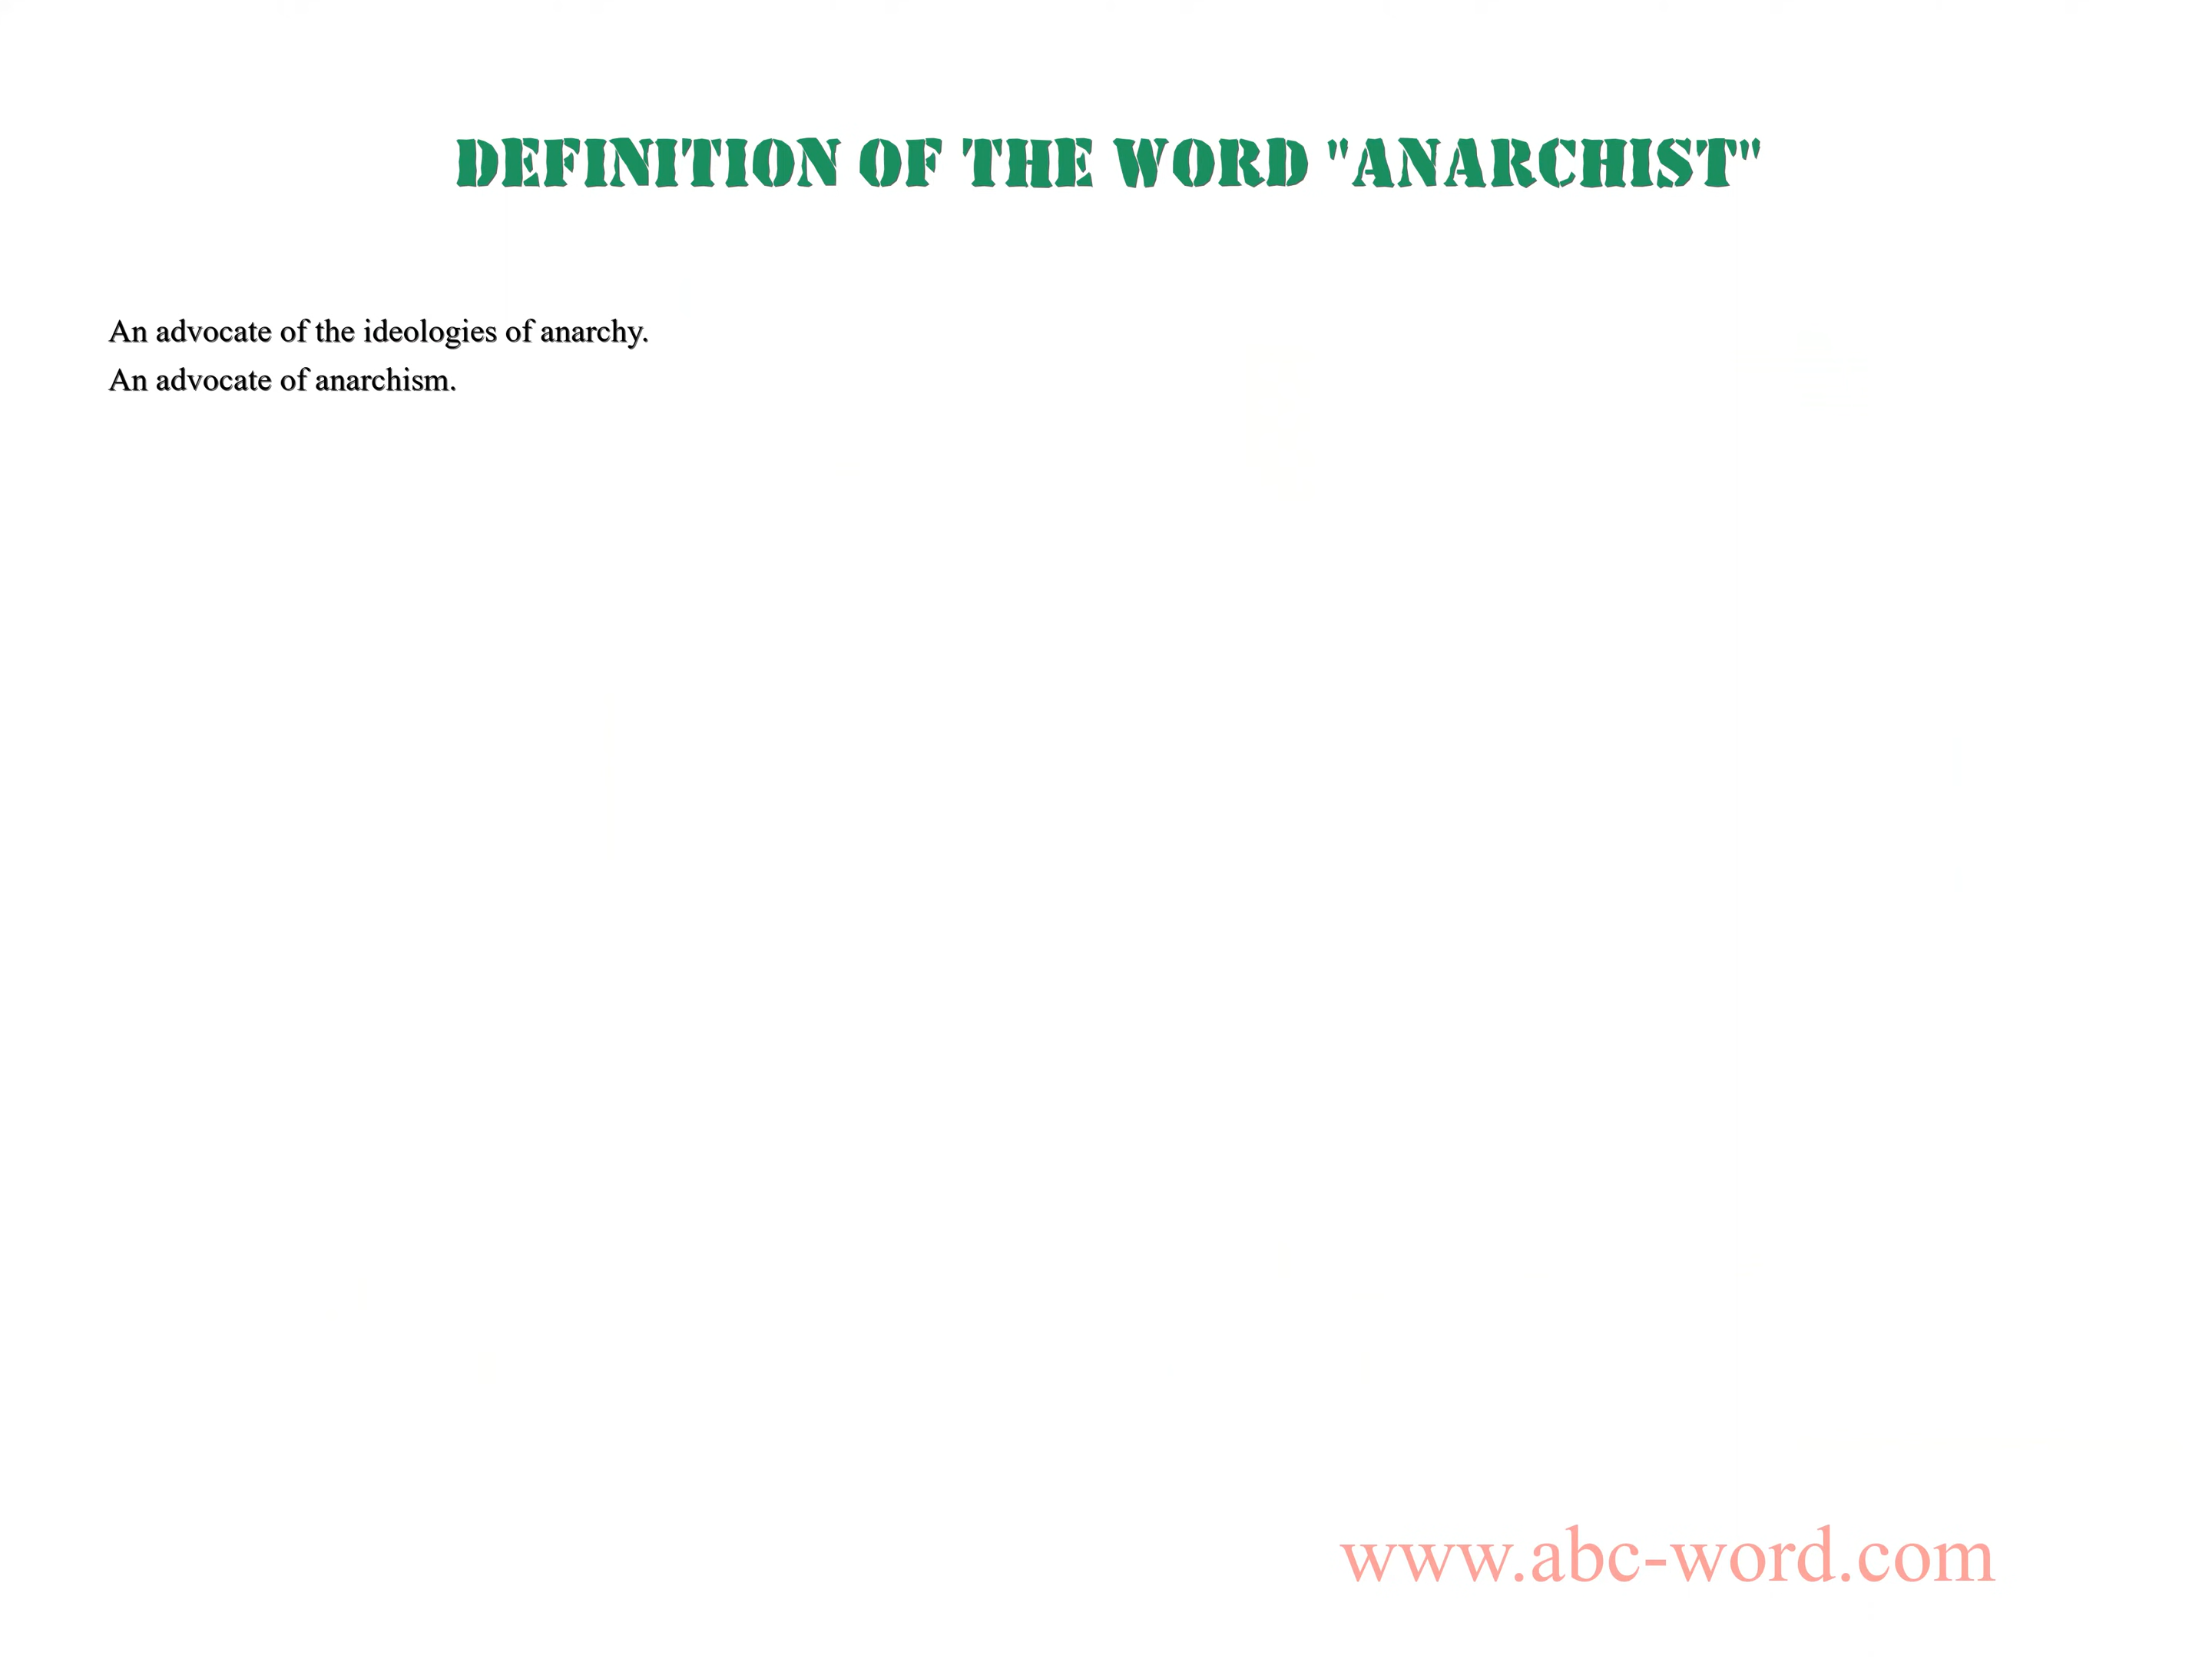 DEFINITION OF THE WORD "ANARCHIST"
An advocate of the ideologies of anarchy.
An advocate of anarchism.
www.abc-word.com